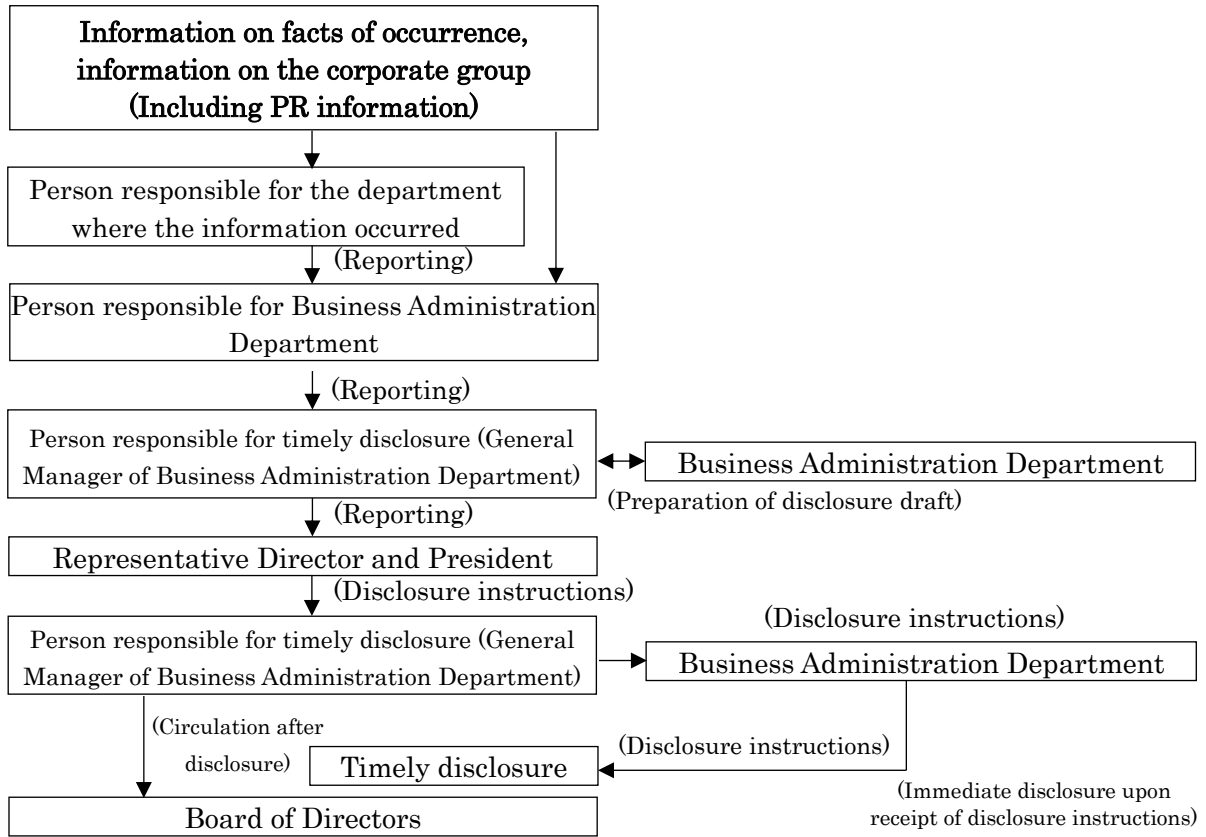 Information on facts of occurrence,
information on the corporate group
(Including PR information)
Person responsible for the department
where the information occurred
(Reporting)
Person responsible for Business Administration
Department
(Reporting)
Person responsible for timely disclosure (General
Manager of Business Administration Department)
Business Administration Department
(Preparation of disclosure draft)
(Reporting)
Representative Director and President
(Disclosure instructions)
Person responsible for timely disclosure (General
Manager of Business Administration Department)
(Disclosure instructions)
Business Administration Department
(Circulation after
disclosure)
(Disclosure instructions)
Timely disclosure
(Immediate disclosure upon
receipt of disclosure instructions)
Board of Directors